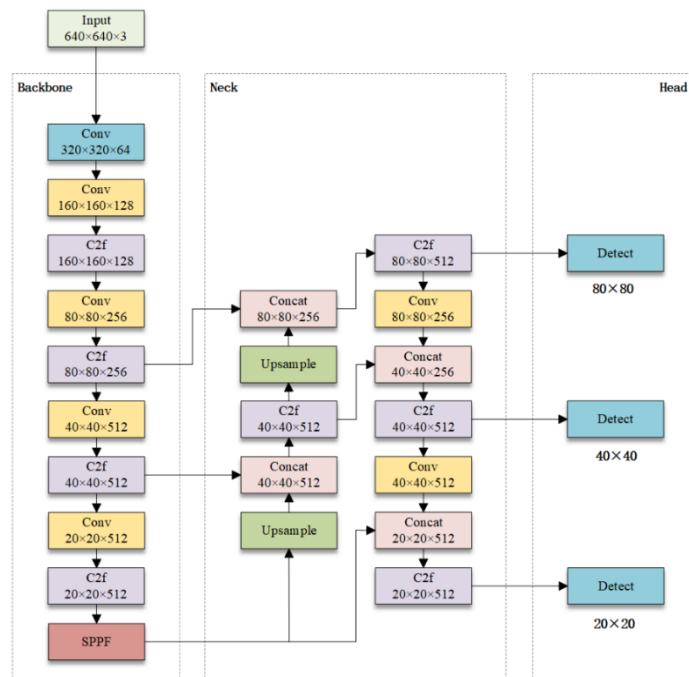 Input
640×640×3
Backbone
Conv
320×320×64
Conv
160×160×128
C2f
160×160×128
Conv
80×80×256
C2f
80×80×256
Conv
40×40×512
C2f
40×40×512
Conv
20×20×512
C2f
20×20×512
SPPF
Neck
Concat
80×80×256
Upsample
C2f
40×40×512
Concat
40×40×512
Upsample
C2f
80×80×512
Conv
80×80×256
Concat
40×40×256
C2f
40×40×512
Conv
40×40×512
Concat
20×20×512
C2f
20×20×512
Head
Detect
80×80
Detect
40×40
Detect
20×20